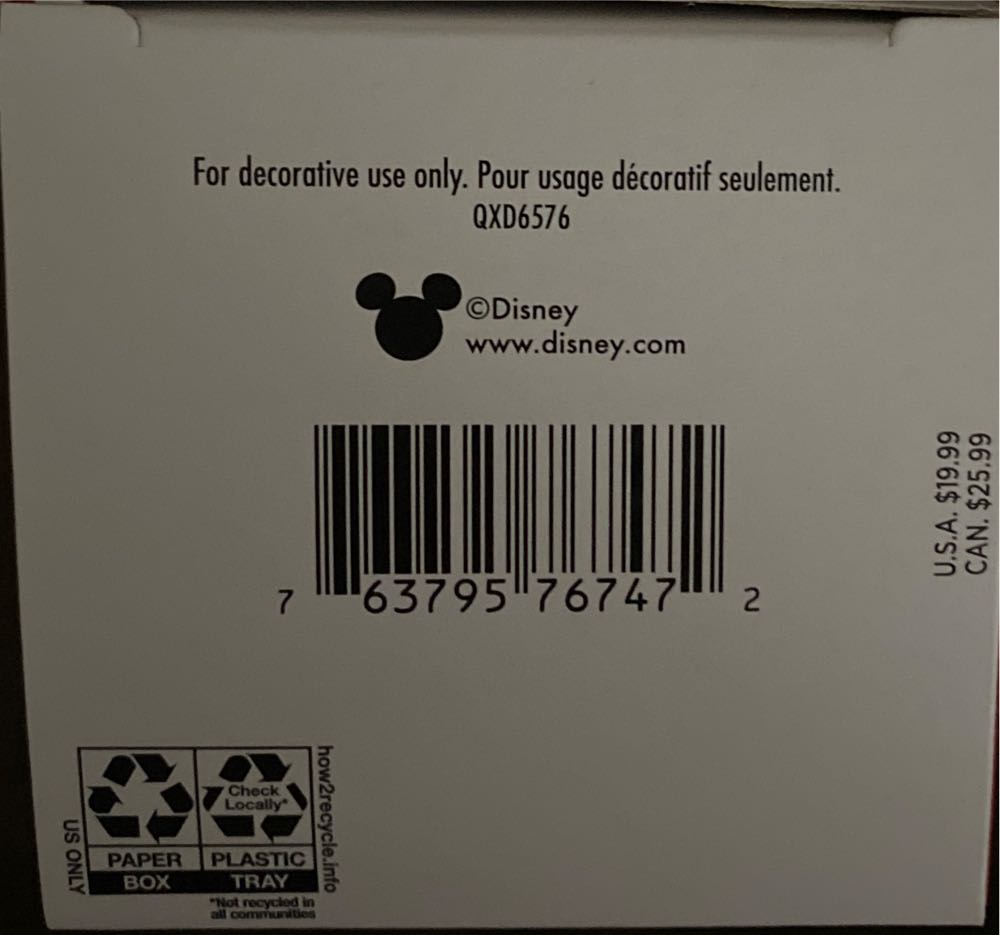 For decorative use only. Pour usage décoratif seulement.
QXD6576
©Disney
www.disney.com
7 63795 76747 2
U.S.A. $19.99
CAN. $25.99
Check
Locally*
PAPER
BOX
PLASTIC
TRAY
*Not recycled in
all communities
US ONLY
how2recycle.info